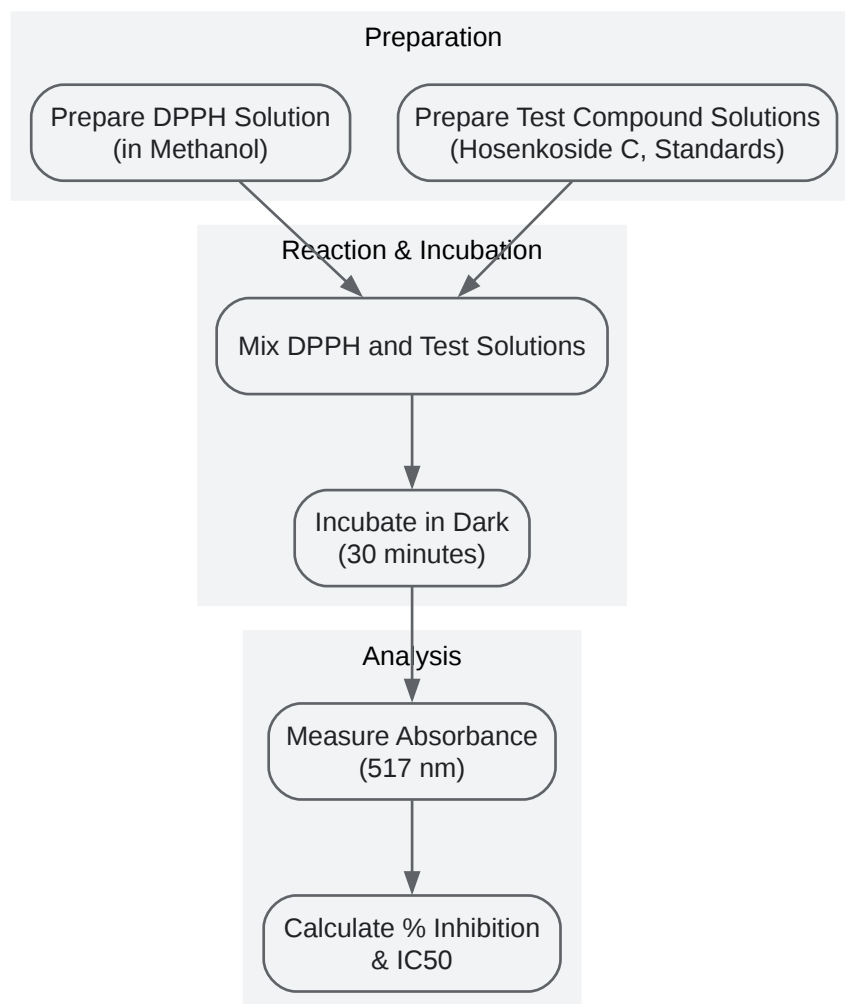 Preparation
Prepare DPPH Solution
(in Methanol)
Prepare Test Compound Solutions
(Hosenkoside C, Standards)
Reaction & Incubation
Mix DPPH and Test Solutions
Incubate in Dark
(30 minutes)
Analysis
Measure Absorbance
(517 nm)
Calculate % Inhibition
& IC50